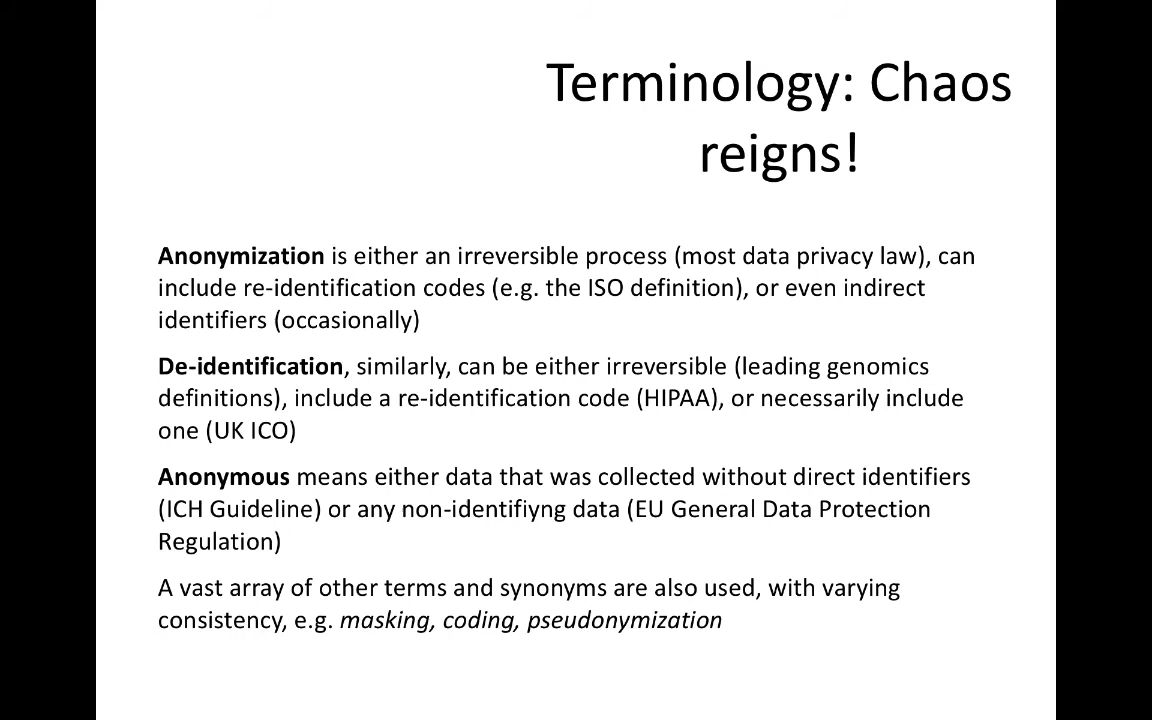 Terminology: Chaos
reigns!
Anonymization is either an irreversible process (most data privacy law), can
include re-identification codes (e.g. the ISO definition), or even indirect
identifiers (occasionally)
De-identification, similarly, can be either irreversible (leading genomics
definitions), include a re-identification code (HIPAA), or necessarily include
one (UK ICO)
Anonymous means either data that was collected without direct identifiers
(ICH Guideline) or any non-identifiyng data (EU General Data Protection
Regulation)
A vast array of other terms and synonyms are also used, with varying
consistency, e.g. masking, coding, pseudonymization